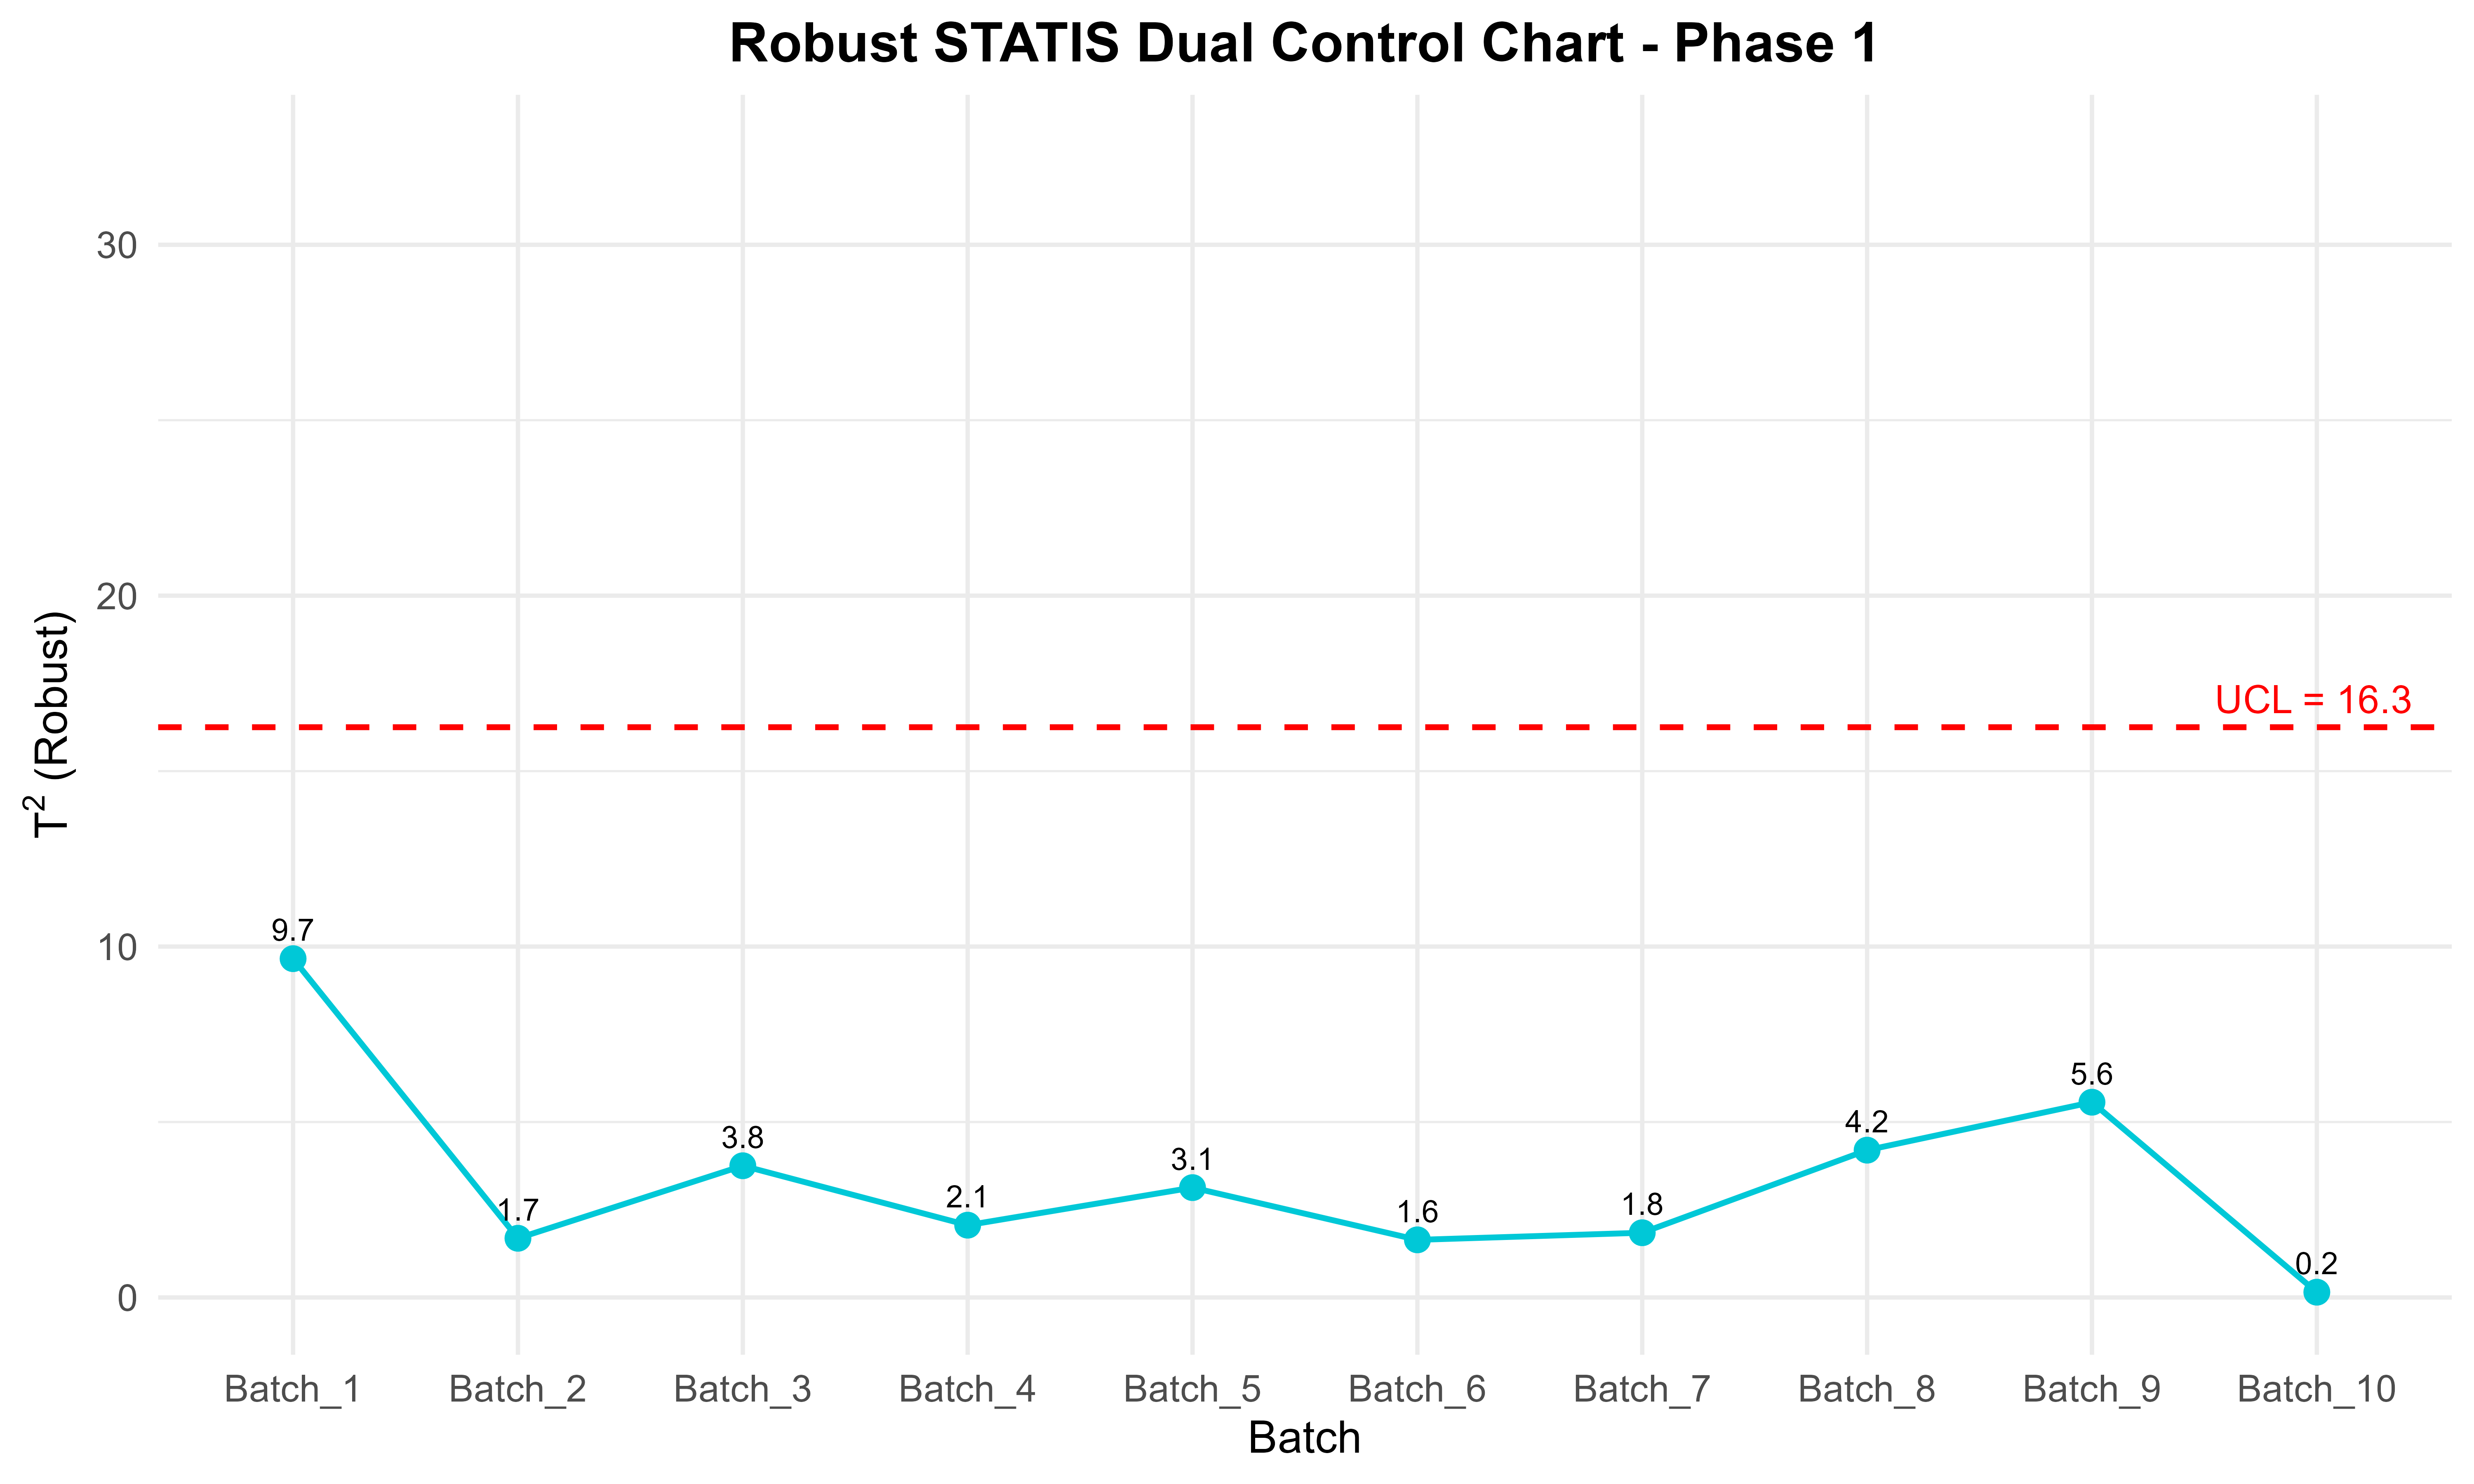 Robust STATIS Dual Control Chart - Phase 1
T² (Robust)
30
20
10
0
UCL = 16.3
9.7
1.7
3.8
2.1
3.1
1.6
1.8
4.2
5.6
0.2
Batch_1 Batch_2 Batch_3 Batch_4 Batch_5 Batch_6 Batch_7 Batch_8 Batch_9 Batch_10
Batch